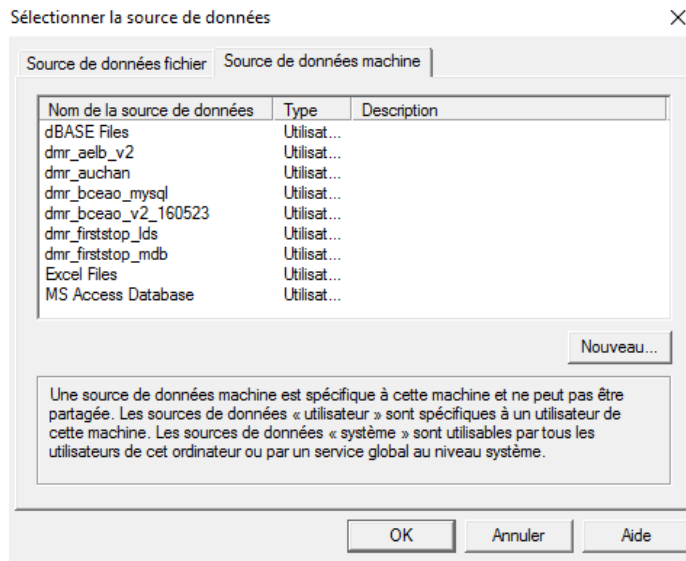 Sélectionner la source de données
Source de données fichier Source de données machine
Nom de la source de données Type Description
dBASE Files Utilisat...
dmr_aelb_v2 Utilisat...
dmr_auchan Utilisat...
dmr_bceao_mysql Utilisat...
dmr_bceao_v2_160523 Utilisat...
dmr_firststop_lds Utilisat...
dmr_firststop_mdb Utilisat...
Excel Files Utilisat...
MS Access Database Utilisat...
Nouveau...
Une source de données machine est spécifique à cette machine et ne peut pas être
partagée. Les sources de données « utilisateur » sont spécifiques à un utilisateur de
cette machine. Les sources de données « système » sont utilisables par tous les
utilisateurs de cet ordinateur ou par un service global au niveau système.
OK Annuler Aide